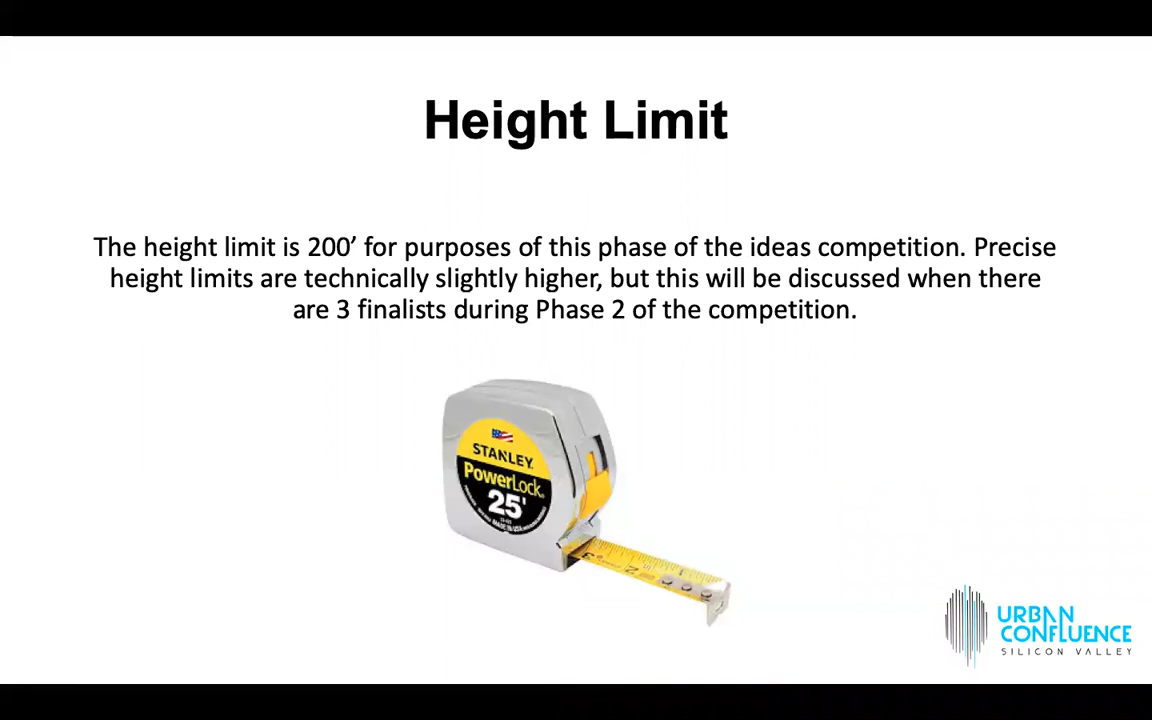 Height Limit
The height limit is 200’ for purposes of this phase of the ideas competition. Precise
height limits are technically slightly higher, but this will be discussed when there
are 3 finalists during Phase 2 of the competition.
STANLEY
PowerLock
25'
3
2
URBAN
CONFLUENCE
SILICON VALLEY